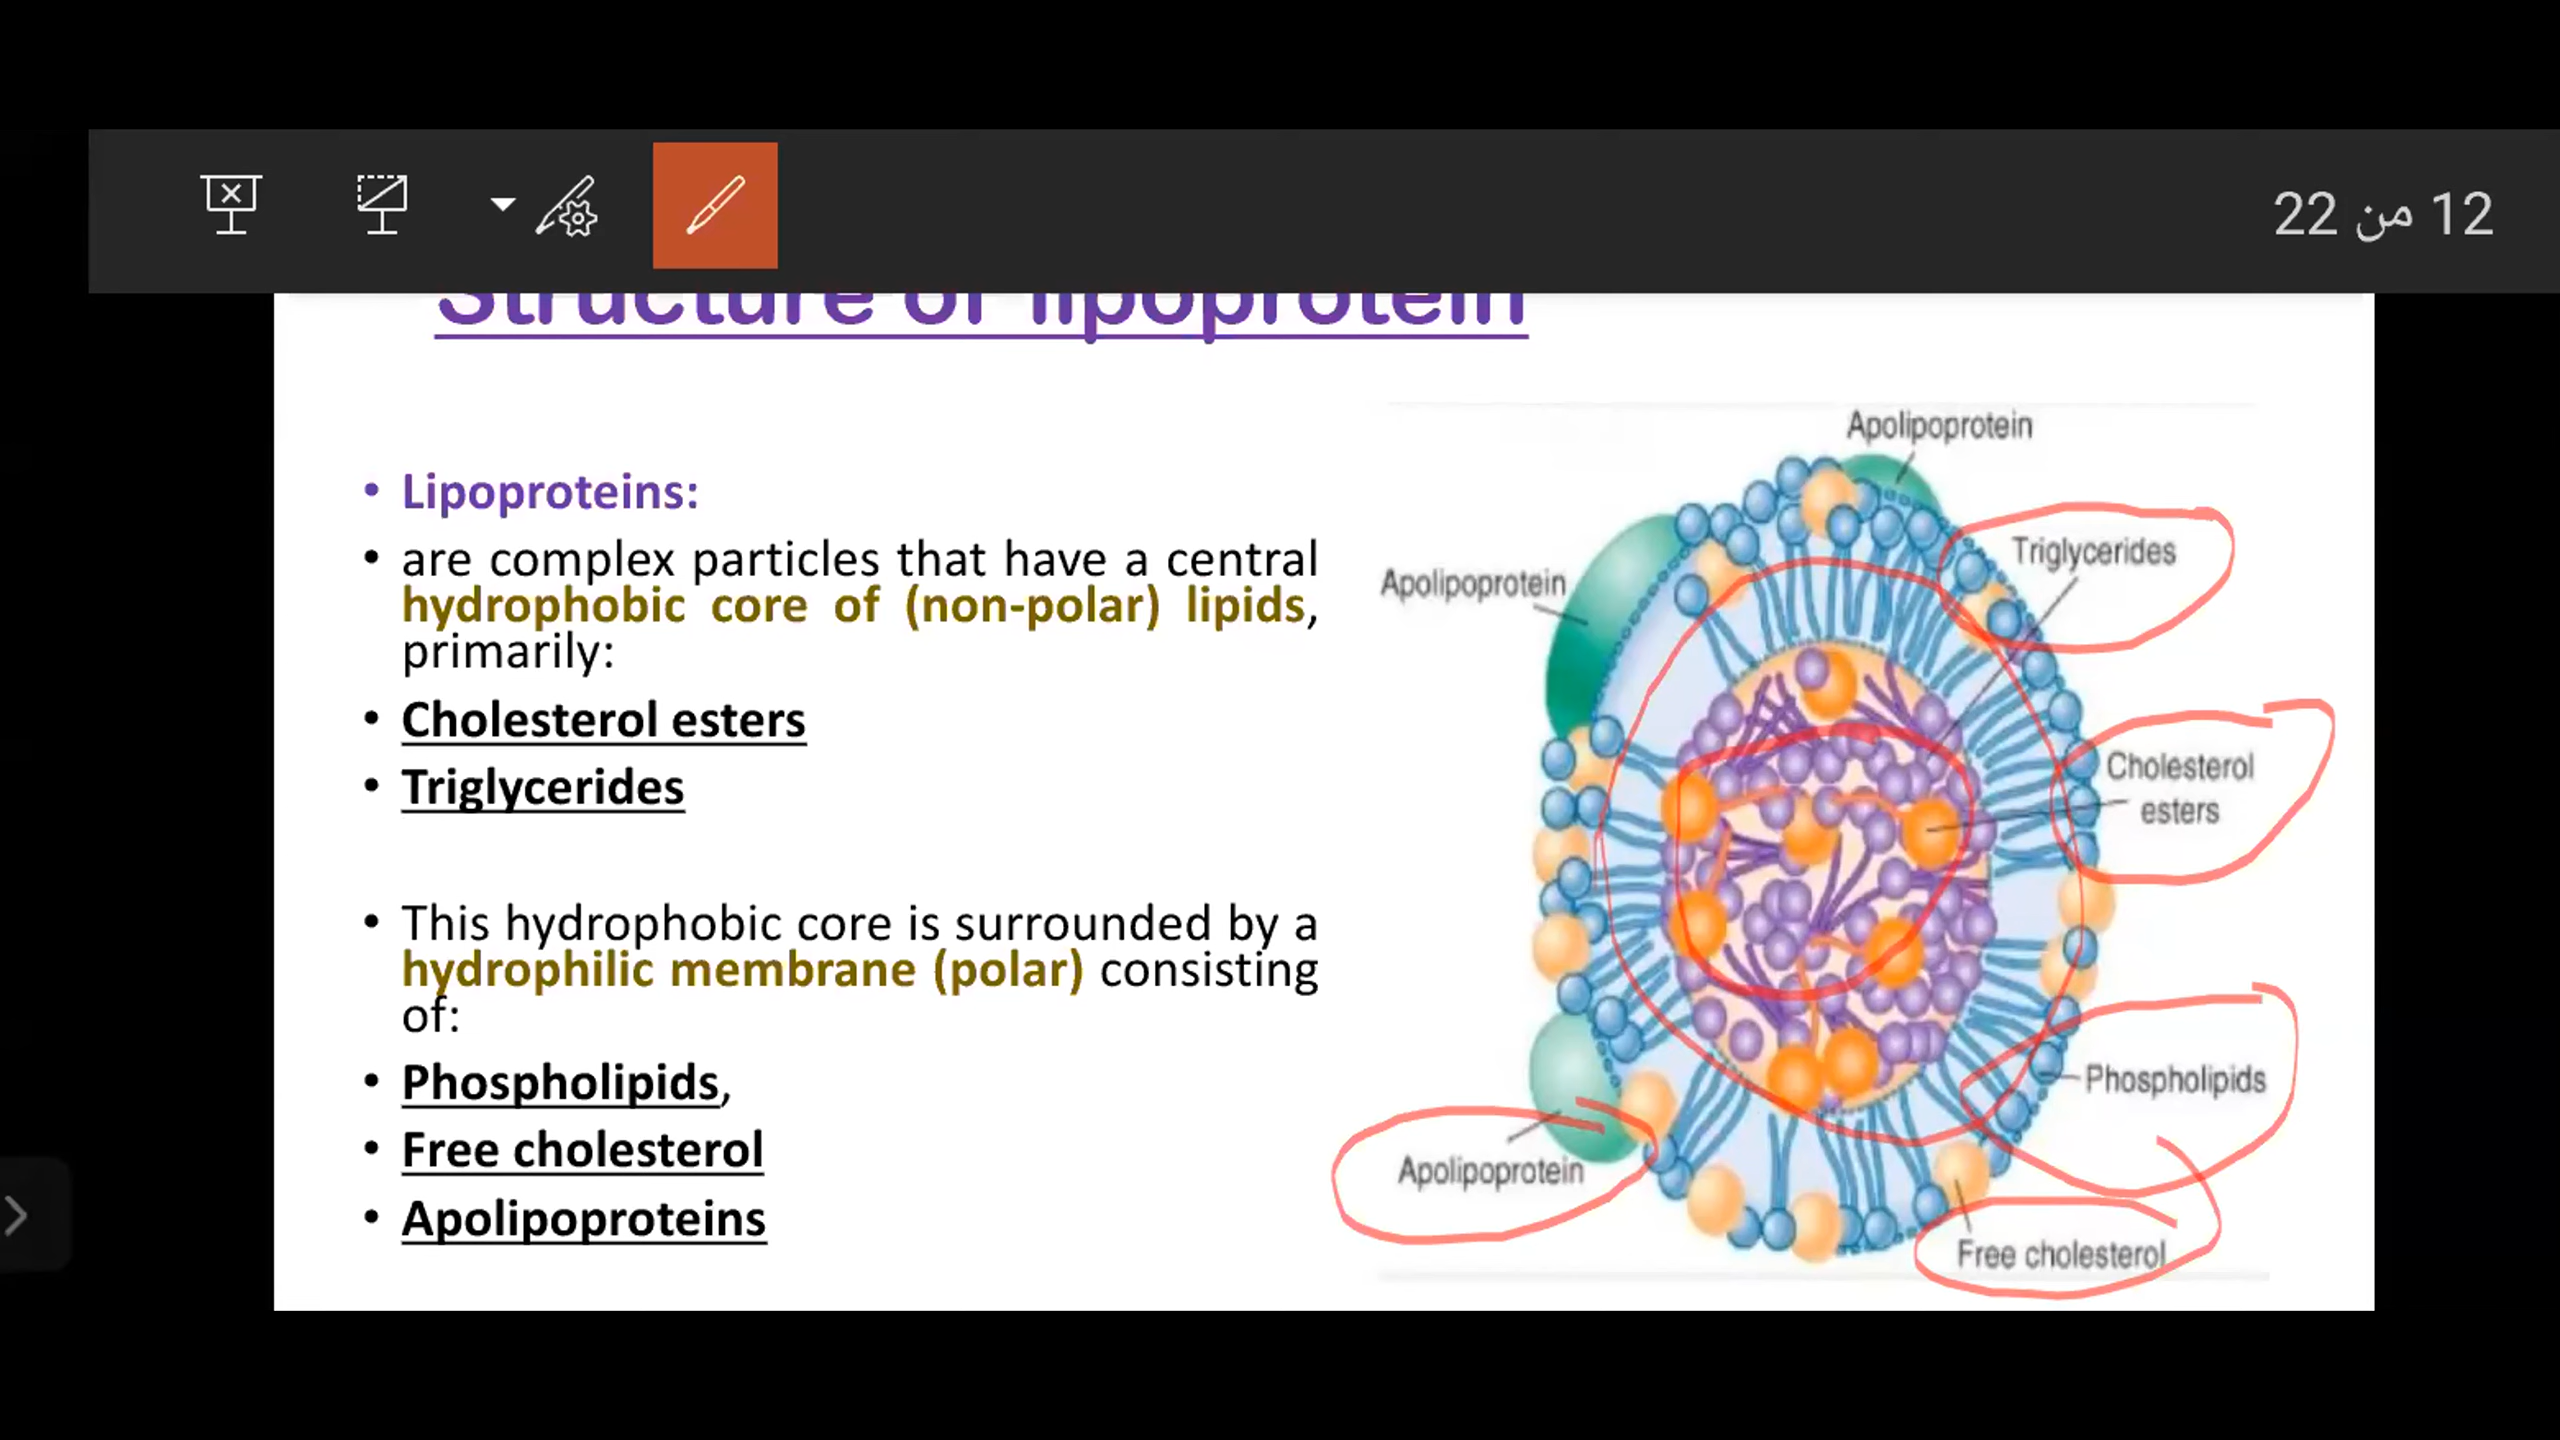 12 من 22
Structure of lipoprotein
• Lipoproteins:
• are complex particles that have a central
hydrophobic core of (non-polar) lipids,
primarily:
• Cholesterol esters
• Triglycerides
• This hydrophobic core is surrounded by a
hydrophilic membrane (polar) consisting
of:
• Phospholipids,
• Free cholesterol
• Apolipoproteins
Apolipoprotein
Triglycerides
Apolipoprotein
Cholesterol
esters
Phospholipids
Apolipoprotein
Free cholesterol